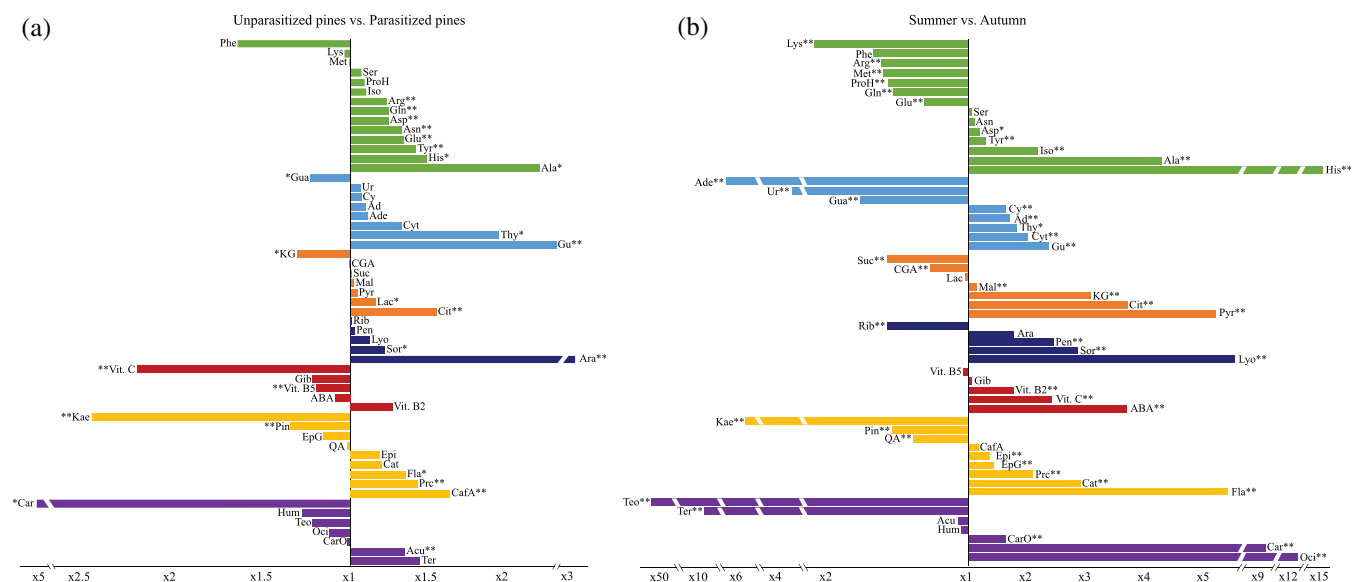 (a)
Unparasitized pines vs. Parasitized pines
Phe
Lys
Met
Ser
ProH
Iso
Arg**
Gln**
Asp**
Asn**
Glu**
Tyr**
His*
Ala*
*Gua
Ur
Cy
Ad
Ade
Cyt
Thy*
Gu**
*KG
CGA
Suc
Mal
Pyr
Lac*
Cit**
Rib
Pen
Lyo
Sor*
Ara**
**Vit. C
Gib
**Vit. B5
ABA
Vit. B2
**Kae
**Pin
EpG
QA
Epi
Cat
Fla*
Prc**
CafA**
*Car
Hum
Teo
Oci
CarO
Acu**
Ter
x5 x2.5 x2 x1.5 x1 x1.5 x2 x3
(b)
Summer vs. Autumn
Lys**
Phe
Arg**
Met**
ProH**
Gln**
Glu**
Ser
Asn
Asp*
Tyr**
Iso**
Ala**
His**
Ade**
Ur**
Gua**
Cy**
Ad**
Thy*
Cyt**
Gu**
Suc**
CGA**
Lac
Mal**
KG**
Cit**
Pyr**
Rib**
Ara
Pen**
Sor**
Lyo**
Vit. B5
Gib
Vit. B2**
Vit. C**
ABA**
Kae**
Pin**
QA**
CafA
Epi**
EpG**
Prc**
Cat**
Fla**
Teo**
Ter**
Acu
Hum
CarO**
Car**
Oci**
x50 x10 x6 x4 x2 x1 x2 x3 x4 x5 x9 x12 x15